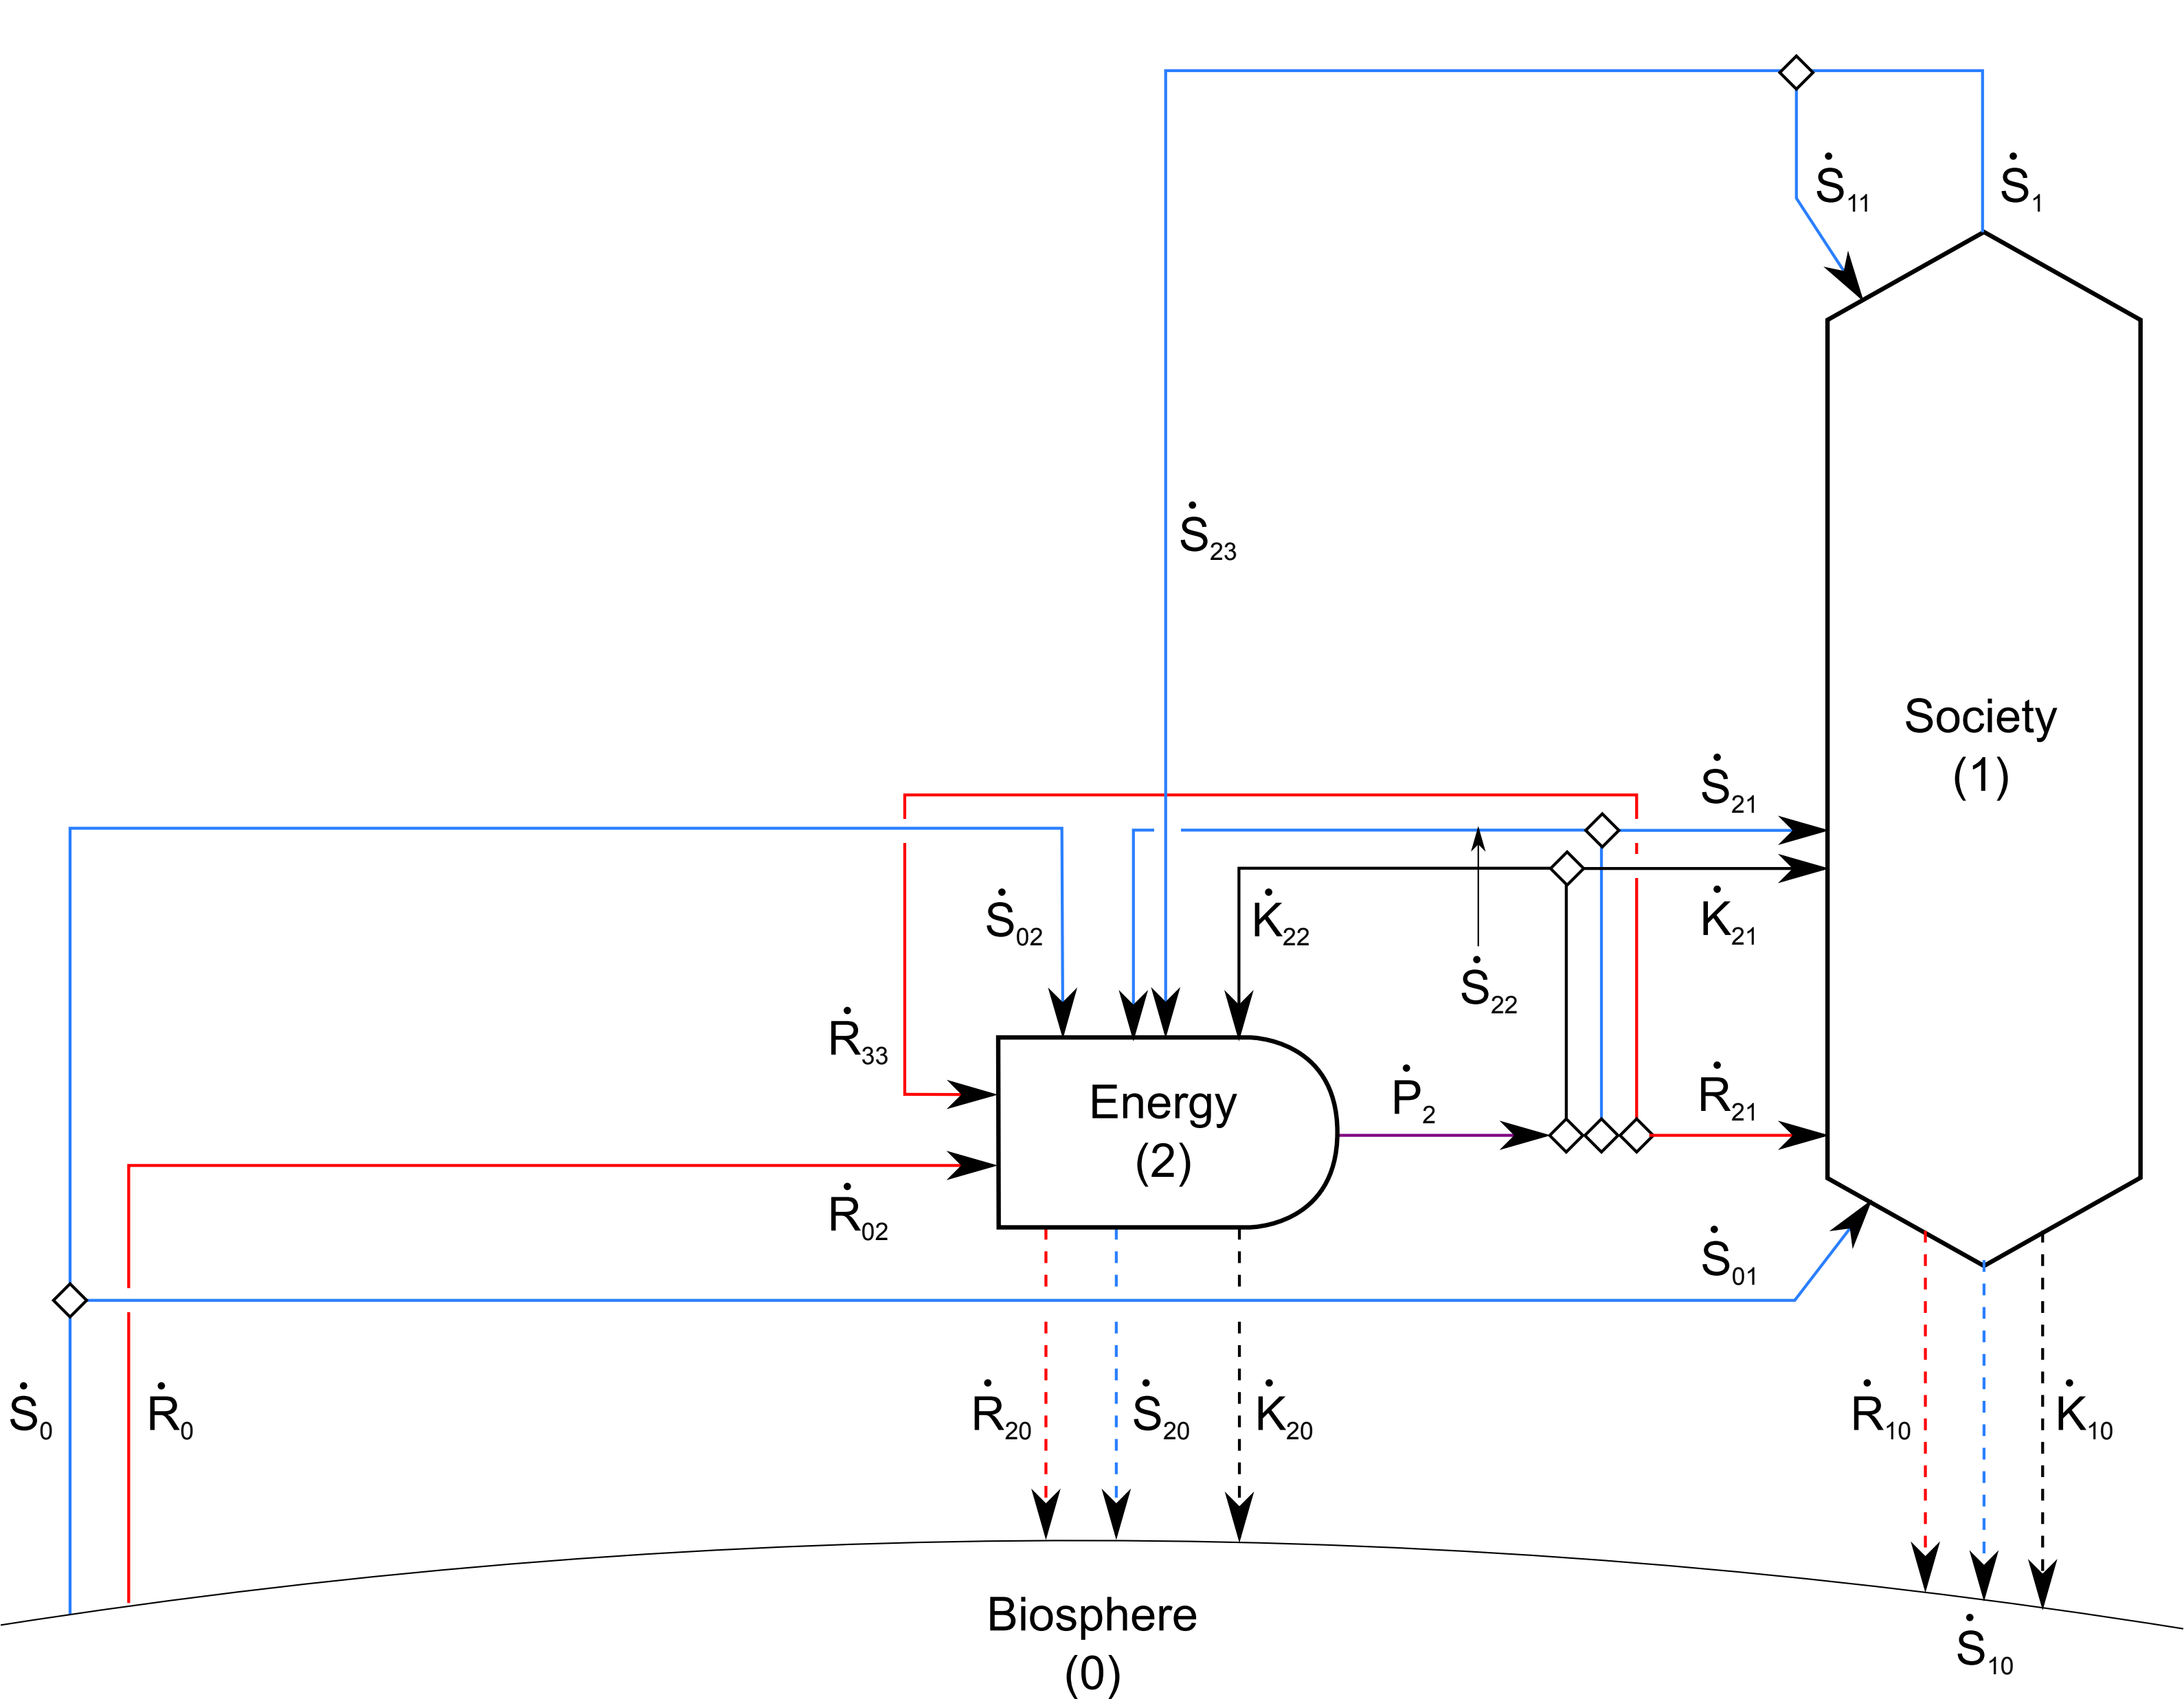 Ṡ₁₁
Ṡ₁
Ṡ₂₃
Society
(1)
Ṡ₂₁
Ṡ₀₂
K̇₂₂
K̇₂₁
Ṡ₂₂
Ṙ₃₃
Energy
(2)
Ṗ₂
Ṙ₂₁
Ṙ₀₂
Ṡ₀₁
Ṡ₀
Ṙ₀
Ṙ₂₀
Ṡ₂₀
K̇₂₀
Ṙ₁₀
K̇₁₀
Biosphere
(0)
Ṡ₁₀